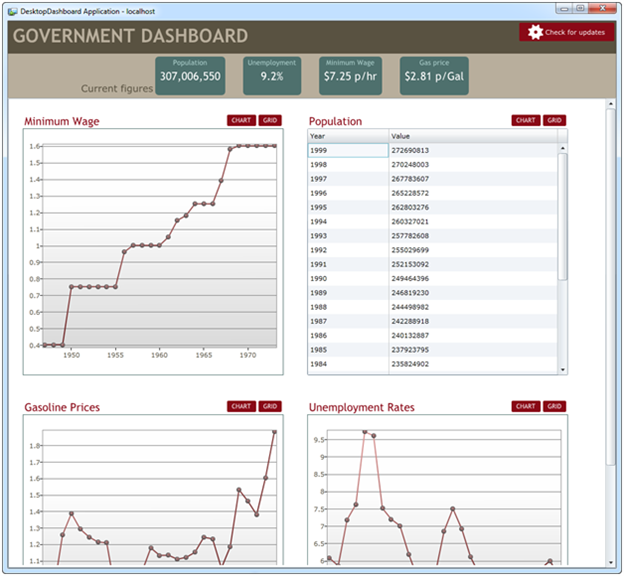 DesktopDashboard Application - localhost
GOVERNMENT DASHBOARD
Check for updates
Current figures
Population
307,006,550
Unemployment
9.2%
Minimum Wage
$7.25 p/hr
Gas price
$2.81 p/Gal
Minimum Wage
CHART GRID
1.6
1.5
1.4
1.3
1.2
1.1
1
0.9
0.8
0.7
0.6
0.5
0.4
1950 1955 1960 1965 1970
Population
CHART GRID
Year Value
1999 272690813
1998 270248003
1997 267783607
1996 265228572
1995 262803276
1994 260327021
1993 257782608
1992 255029699
1991 252153092
1990 249464396
1989 246819230
1988 244498982
1987 242288918
1986 240132887
1985 237923795
1984 235824902
Gasoline Prices
CHART GRID
1.8
1.7
1.6
1.5
1.4
1.3
1.2
1.1
Unemployment Rates
CHART GRID
9.5
9
8.5
8
7.5
7
6.5
6